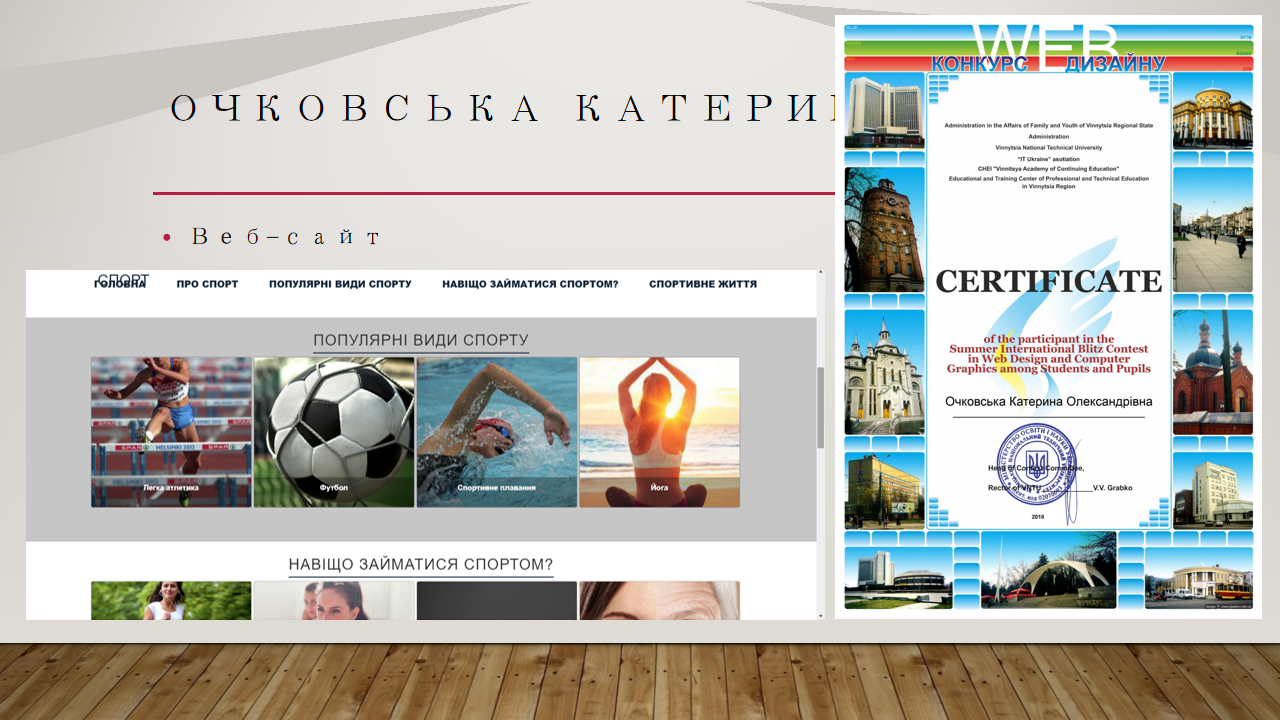 ОЧКОВСЬКА КАТЕРИ
Веб-сайт
СПОРТ
ГОЛОВНА ПРО СПОРТ ПОПУЛЯРНІ ВИДИ СПОРТУ НАВІЩО ЗАЙМАТИСЯ СПОРТОМ? СПОРТИВНЕ ЖИТТЯ
ПОПУЛЯРНІ ВИДИ СПОРТУ
HELSINKI 2012
Легка атлетика Футбол Спортивне плавання Йога
НАВІЩО ЗАЙМАТИСЯ СПОРТОМ?
WEB
КОНКУРС ДИЗАЙНУ
Administration in the Affairs of Family and Youth of Vinnytsia Regional State
Administration
Vinnytsia National Technical University
"IT Ukraine" asotiation
CHEI "Vinnitsya Academy of Continuing Education"
Educational and Training Center of Professional and Technical Education
in Vinnytsia Region
CERTIFICATE
of the participant in the
Summer International Blitz Contest
in Web Design and Computer
Graphics among Students and Pupils
Очковська Катерина Олександрівна
Head of Contest Committee,
Rector of VNTU V.V. Grabko
2018